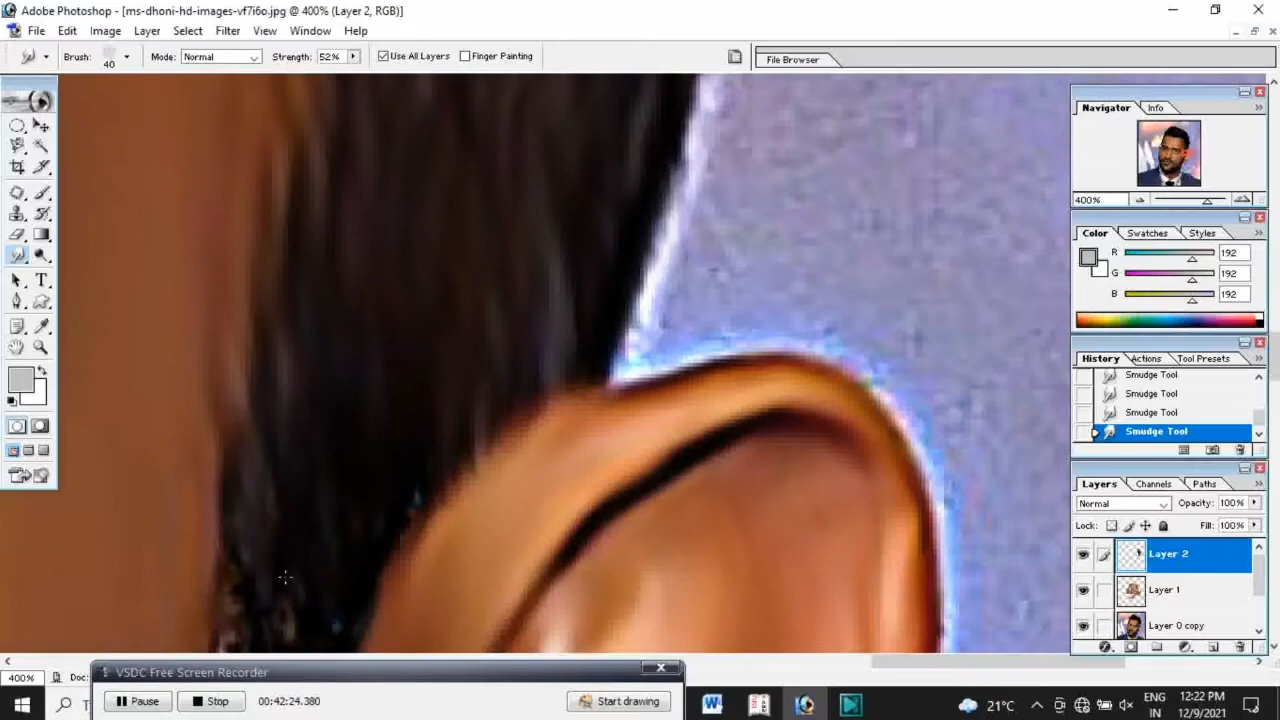 Adobe Photoshop - [ms-dhoni-hd-images-vf7i6o.jpg @ 400% (Layer 2, RGB)]
File Edit Image Layer Select Filter View Window Help
Brush: 40 Mode: Normal Strength: 52% Use All Layers Finger Painting File Browser
Navigator Info
400%
Color Swatches Styles
R 192
G 192
B 192
History Actions Tool Presets
Smudge Tool
Smudge Tool
Smudge Tool
Smudge Tool
Layers Channels Paths
Normal Opacity: 100%
Lock: Fill: 100%
Layer 2
Layer 1
Layer 0 copy
400% Doc:
VSDC Free Screen Recorder
Pause Stop 00:42:24.380 Start drawing
T
21°C
ENG
IN
12:22 PM
12/9/2021